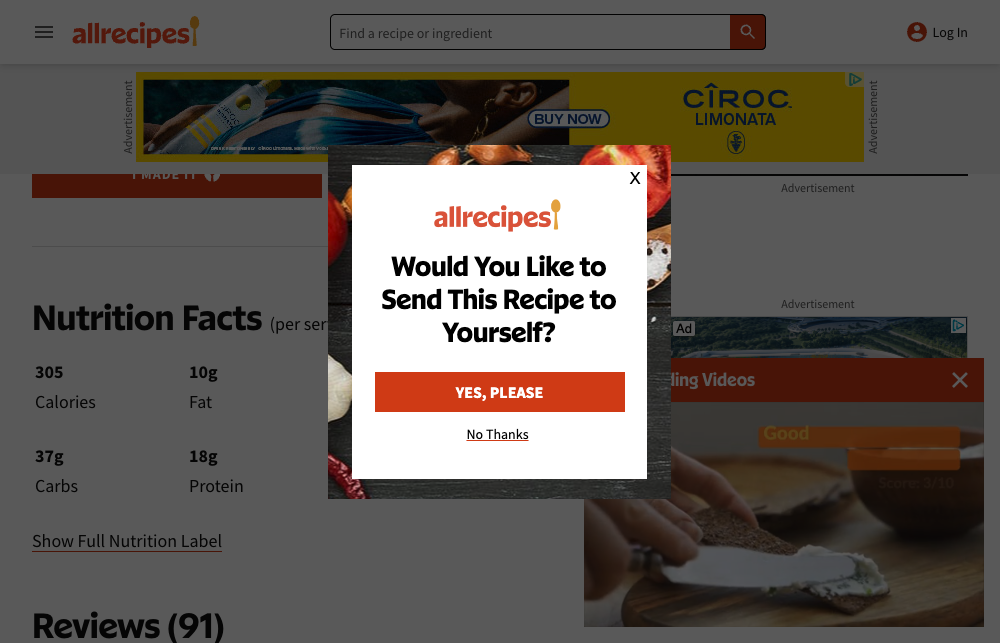 allrecipes
Find a recipe or ingredient
Log In
Advertisement
BUY NOW
CÎROC
LIMONATA
Advertisement
I MADE IT
Advertisement
X
allrecipes
Would You Like to
Send This Recipe to
Yourself?
YES, PLEASE
No Thanks
Nutrition Facts (per ser
305
10g
Calories
Fat
37g
18g
Carbs
Protein
Show Full Nutrition Label
Reviews (91)
Advertisement
Ad
ding Videos
Good
Score: 3/10